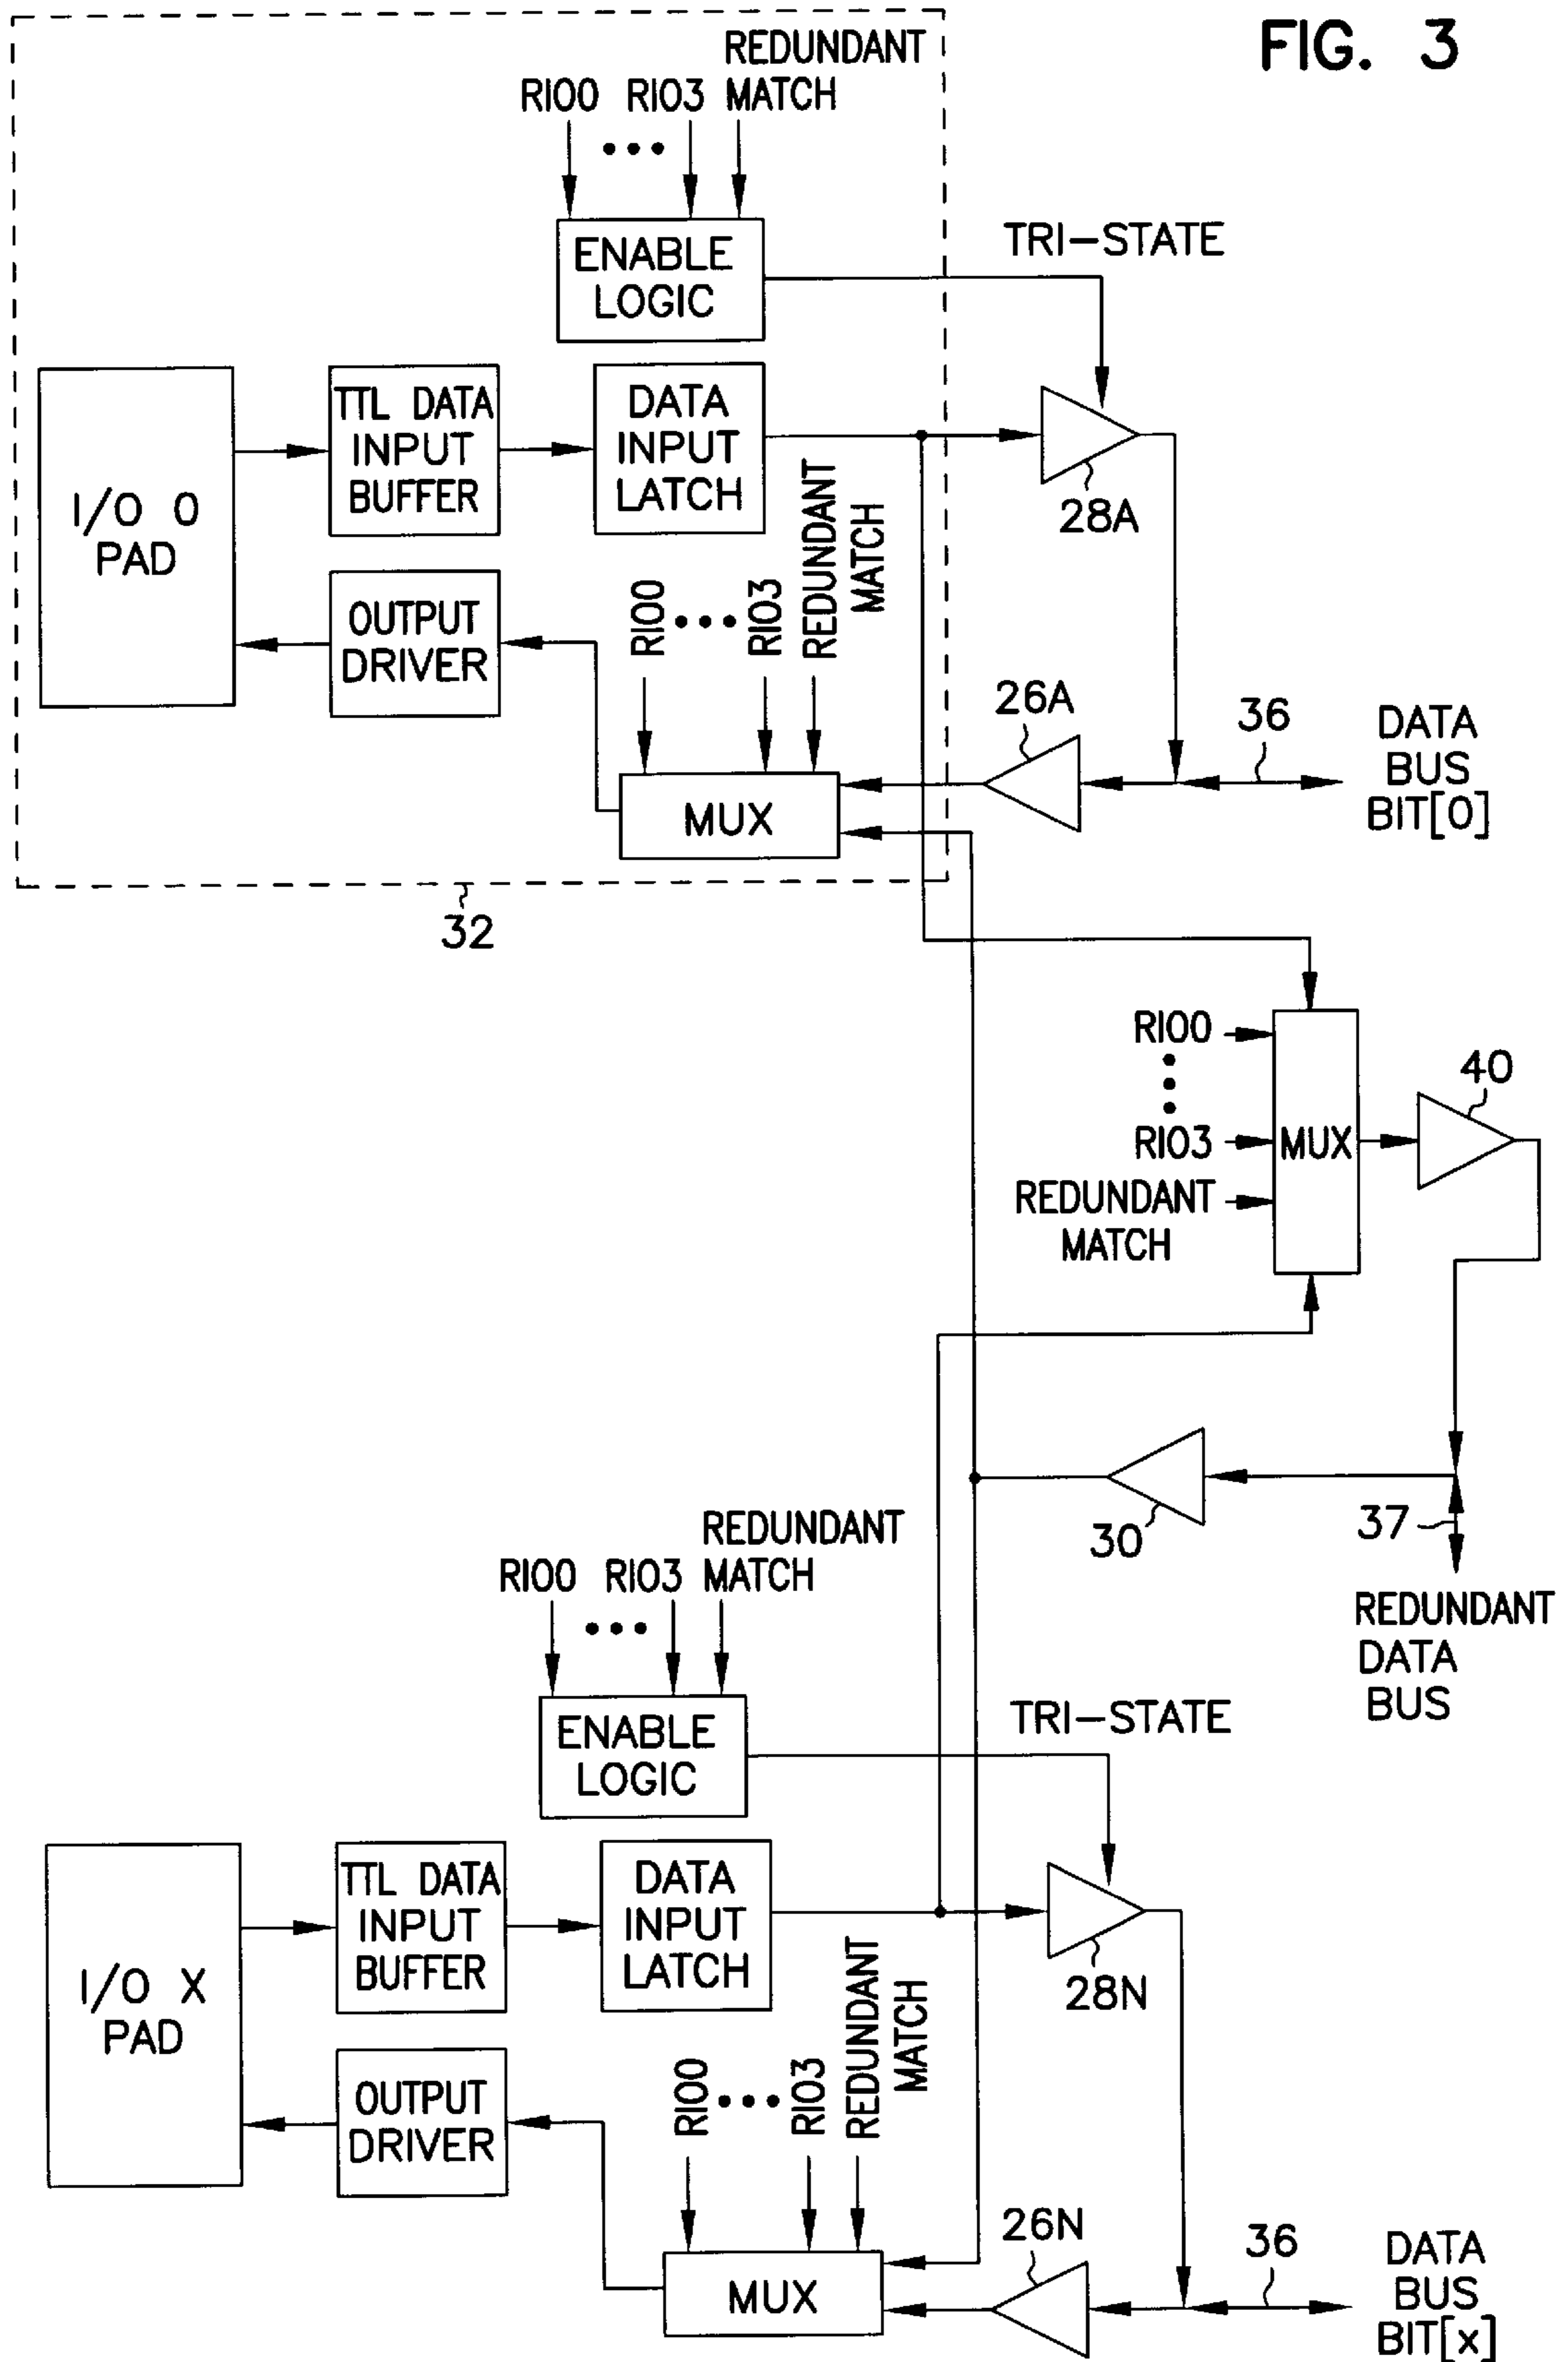 FIG. 3
REDUNDANT
RIO0 RIO3 MATCH
ENABLE
LOGIC
TRI-STATE
I/O 0
PAD
TTL DATA
INPUT
BUFFER
DATA
INPUT
LATCH
28A
OUTPUT
DRIVER
RIO0
RIO3
REDUNDANT
MATCH
MUX
26A
36
DATA
BUS
BIT[0]
32
RIO0
RIO3
REDUNDANT
MATCH
MUX
40
30
37
REDUNDANT
DATA
BUS
REDUNDANT
RIO0 RIO3 MATCH
ENABLE
LOGIC
TRI-STATE
I/O X
PAD
TTL DATA
INPUT
BUFFER
DATA
INPUT
LATCH
28N
OUTPUT
DRIVER
RIO0
RIO3
REDUNDANT
MATCH
MUX
26N
36
DATA
BUS
BIT[x]